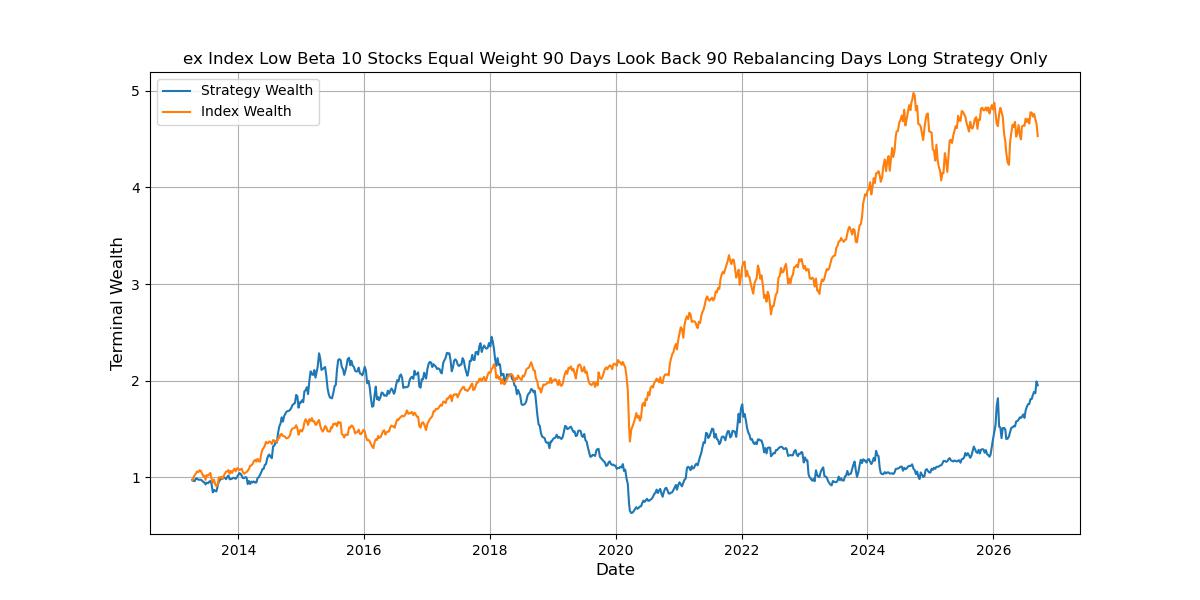 ex Index Low Beta 10 Stocks Equal Weight 90 Days Look Back 90 Rebalancing Days Long Strategy Only
Strategy Wealth
Index Wealth
Terminal Wealth
5
4
3
2
1
2014 2016 2018 2020 2022 2024 2026
Date